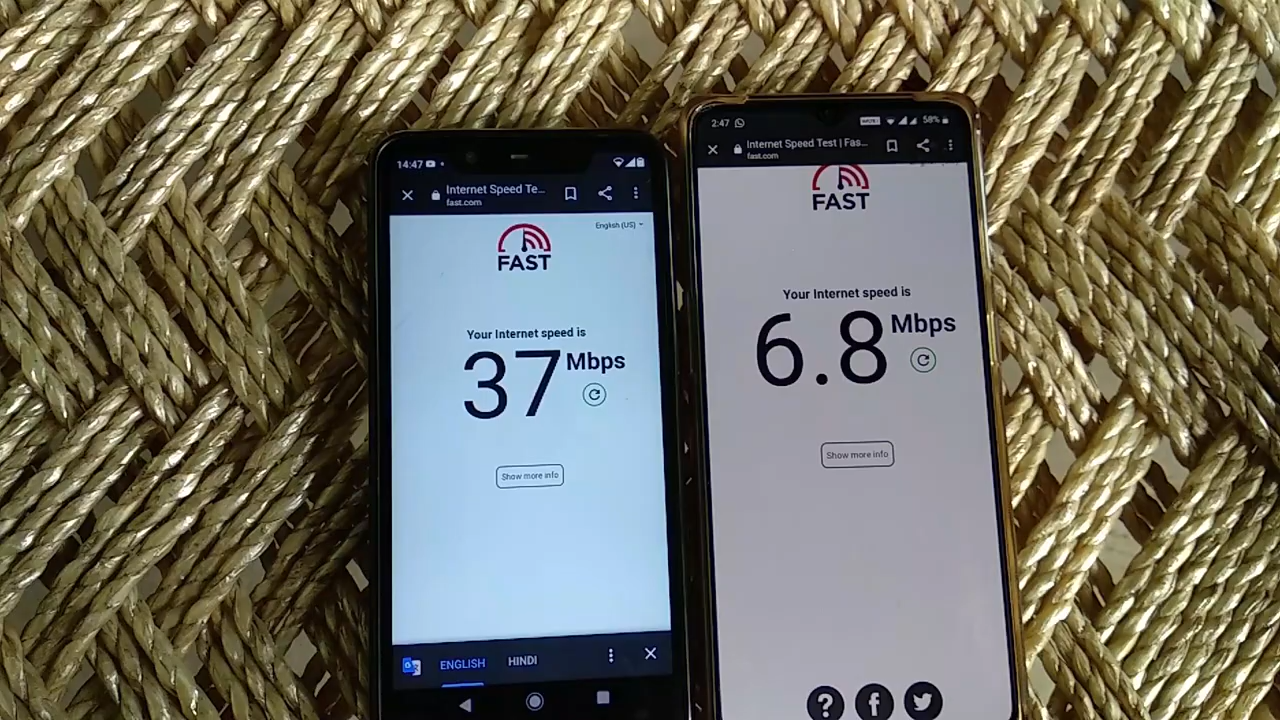 14:47
Internet Speed Te...
fast.com
English (US)
FAST
Your Internet speed is
37 Mbps
Show more info
ENGLISH HINDI
2:47
58%
Internet Speed Test | Fas...
fast.com
FAST
Your Internet speed is
6.8 Mbps
Show more info
?
f